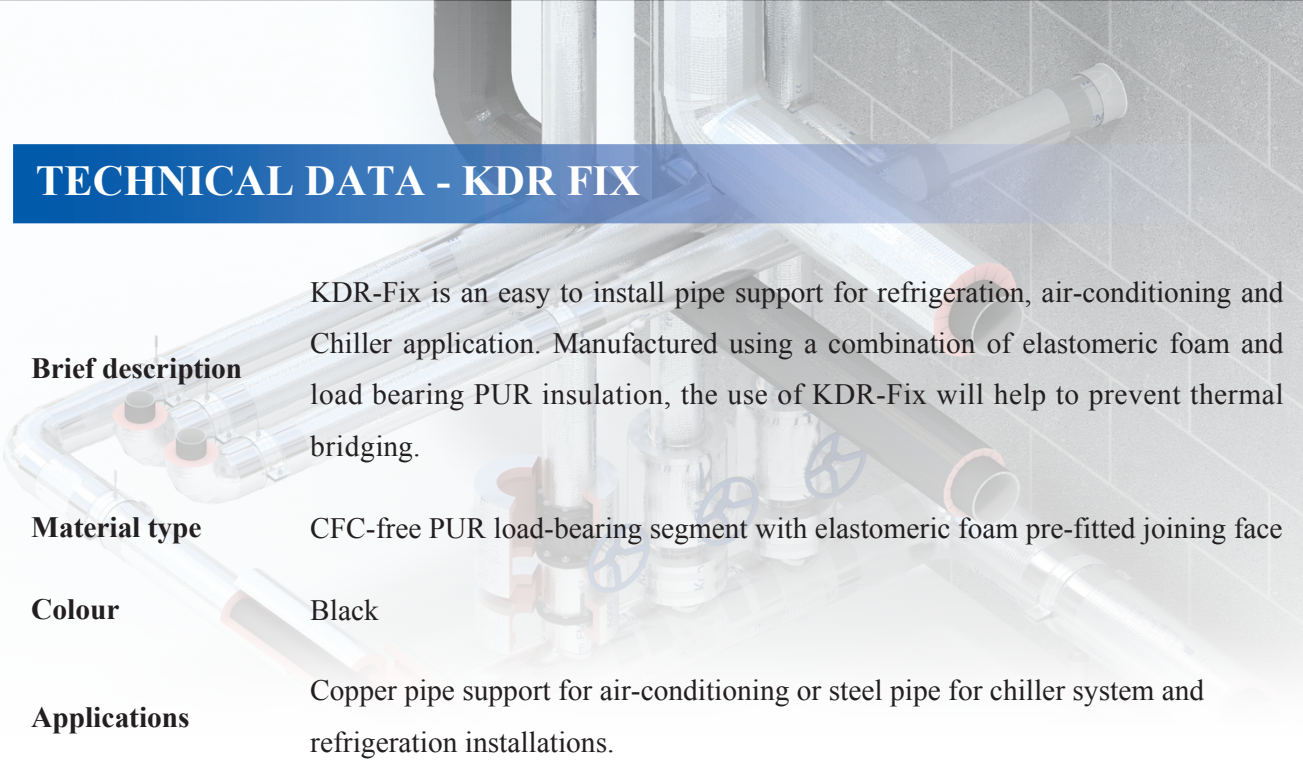 TECHNICAL DATA - KDR FIX
KDR-Fix is an easy to install pipe support for refrigeration, air-conditioning and
Chiller application. Manufactured using a combination of elastomeric foam and
Brief description
load bearing PUR insulation, the use of KDR-Fix will help to prevent thermal
bridging.
Material type CFC-free PUR load-bearing segment with elastomeric foam pre-fitted joining face
Colour Black
Copper pipe support for air-conditioning or steel pipe for chiller system and
Applications
refrigeration installations.